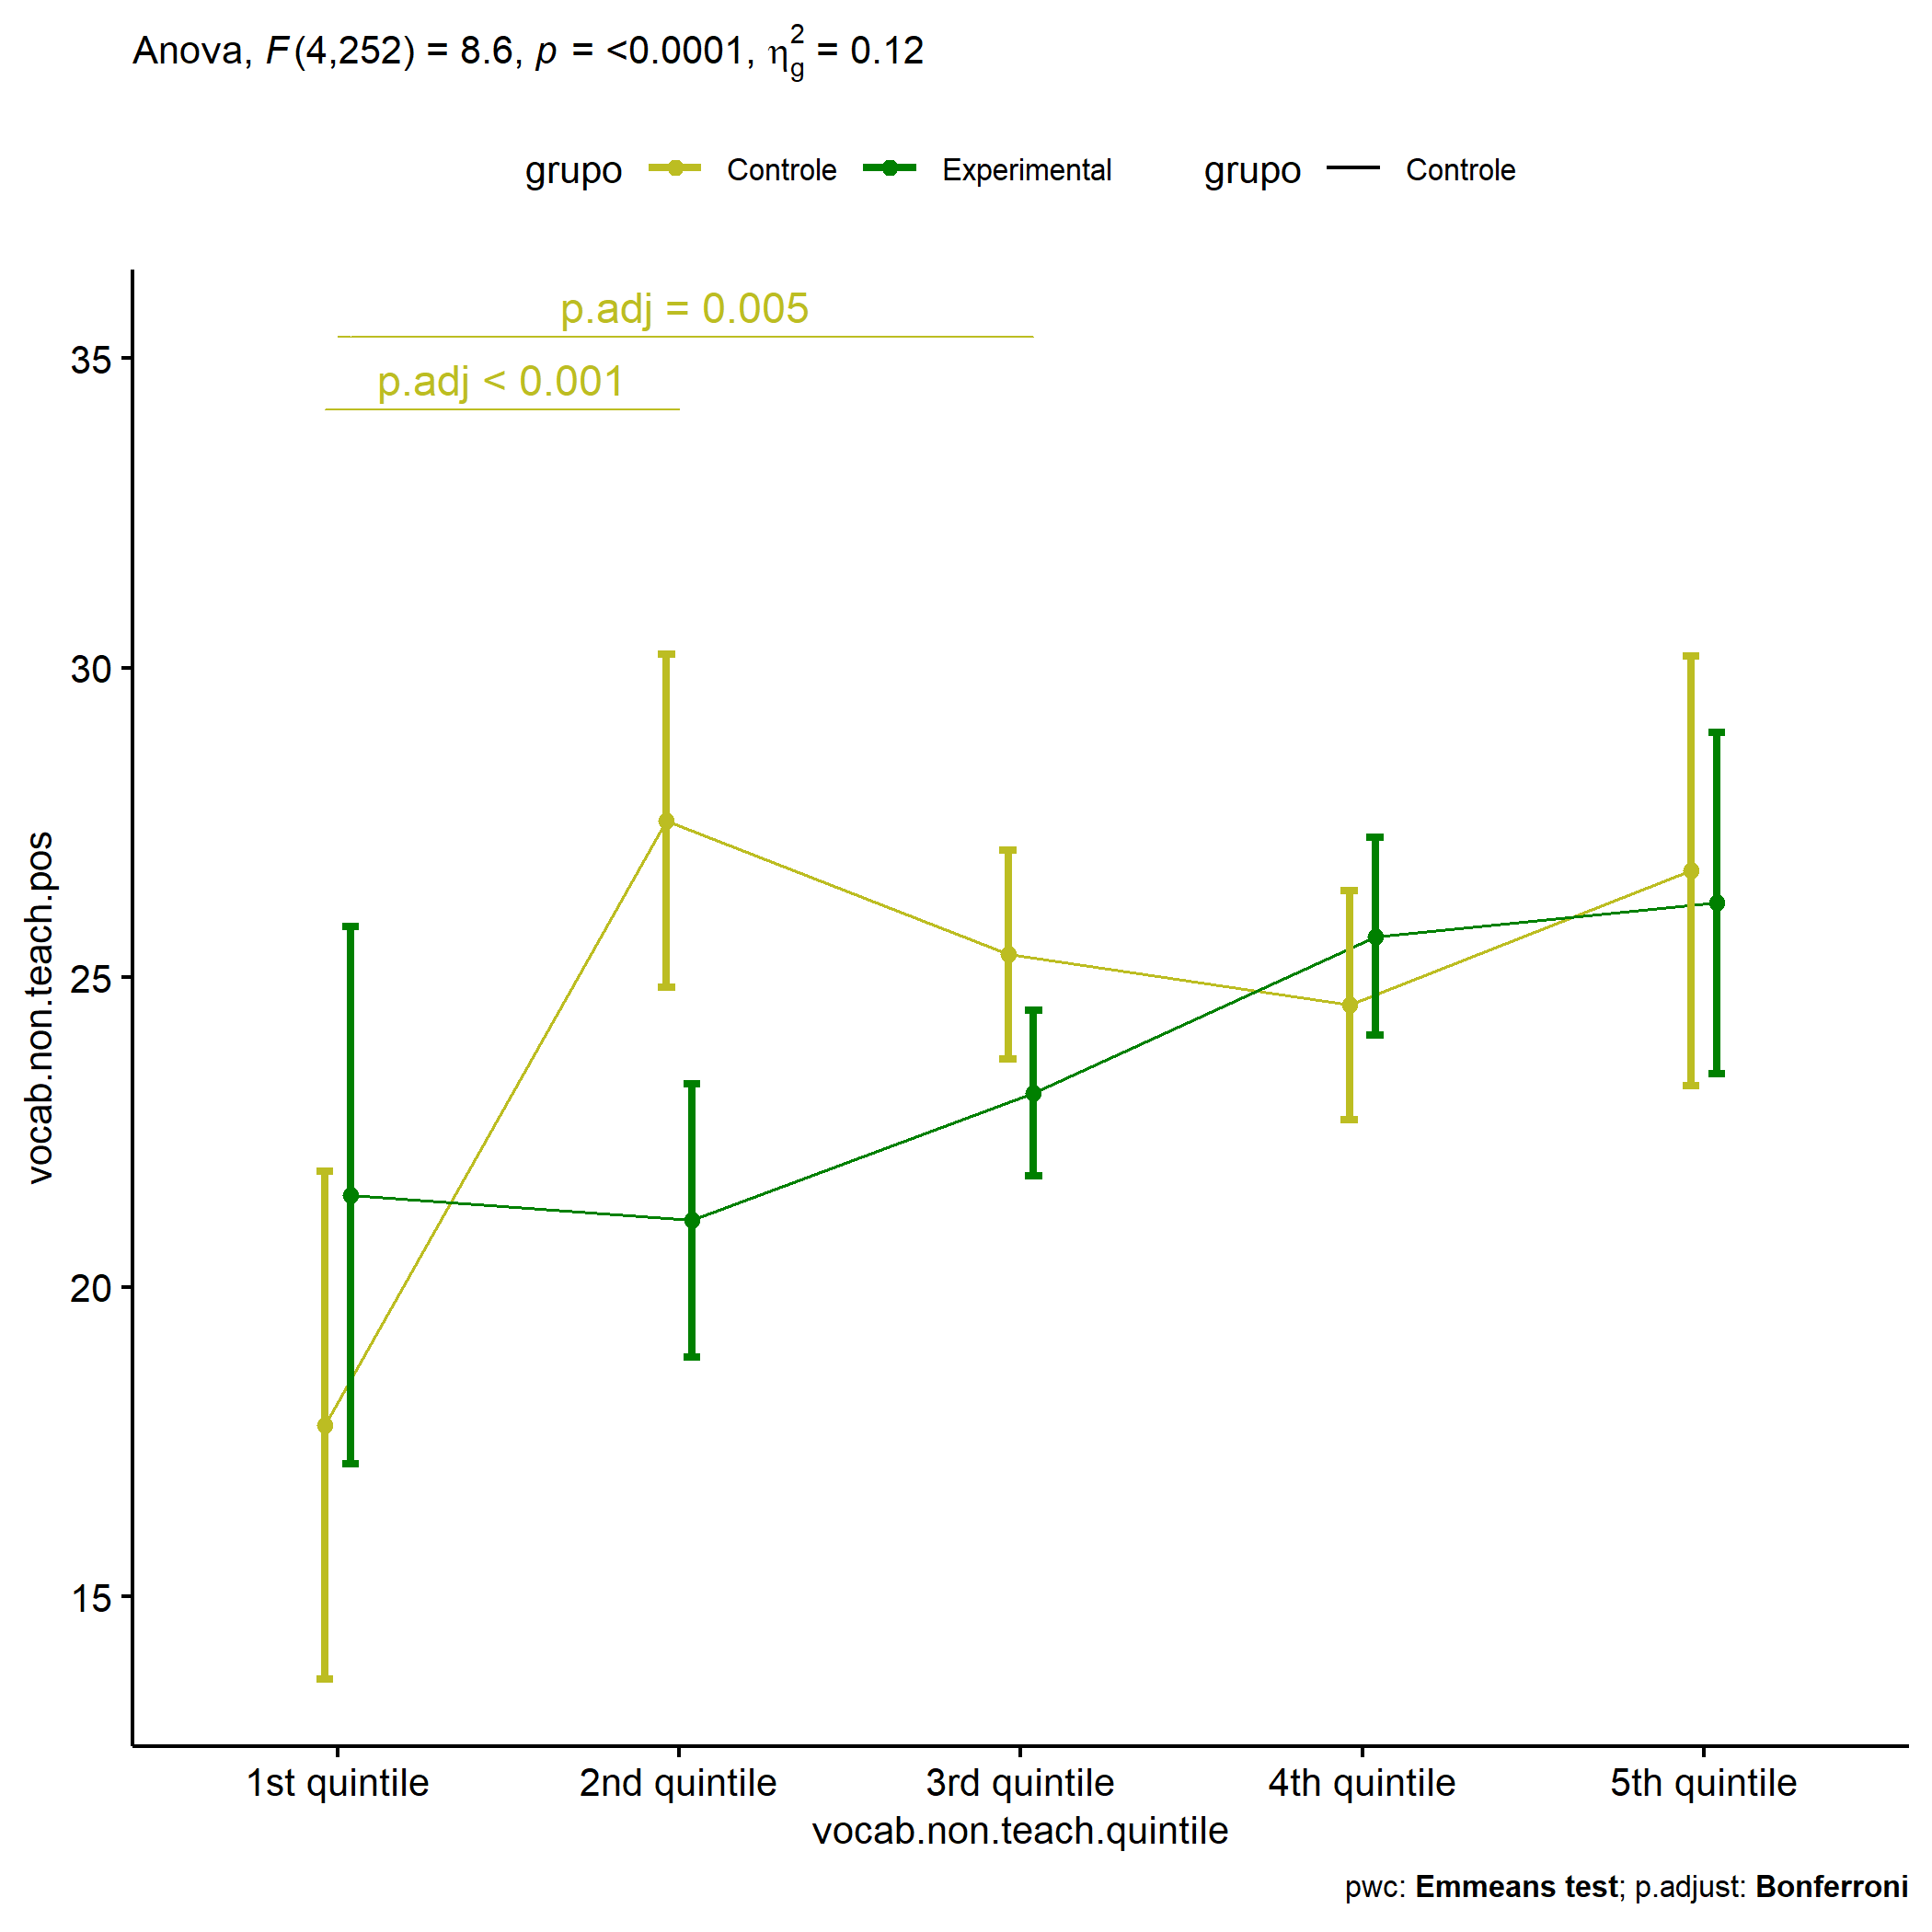 Anova, F(4,252) = 8.6, p = <0.0001, η²g = 0.12
grupo Controle Experimental grupo Controle
p.adj = 0.005
p.adj < 0.001
35
30
25
20
15
vocab.non.teach.pos
1st quintile 2nd quintile 3rd quintile 4th quintile 5th quintile
vocab.non.teach.quintile
pwc: Emmeans test; p.adjust: Bonferroni